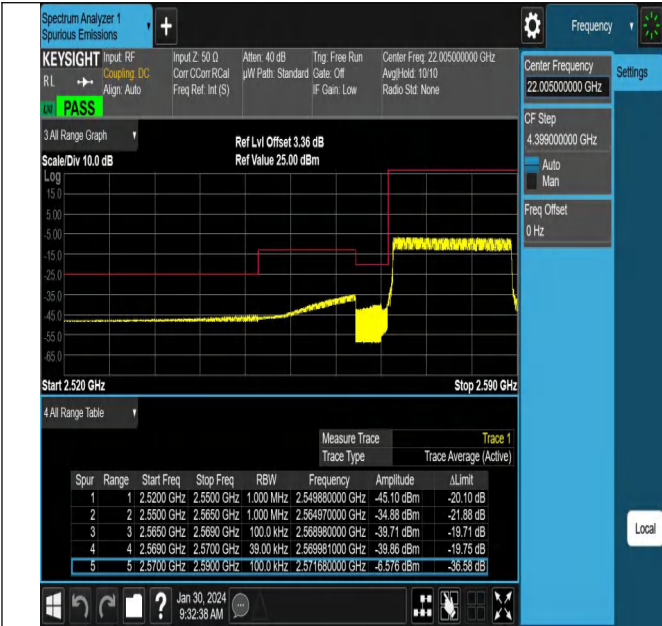 Spectrum Analyzer 1
Spurious Emissions
Frequency
KEYSIGHT
RL
Input: RF
Coupling: DC
Align: Auto
Input Z: 50 Ω
Corr CCorr RCal
Freq Ref: Int (S)
Atten: 40 dB
µW Path: Standard
Trig: Free Run
Gate: Off
IF Gain: Low
Center Freq: 22.005000000 GHz
Avg|Hold: 10/10
Radio Std: None
LXI PASS
Center Frequency
22.005000000 GHz
Settings
CF Step
4.399000000 GHz
Auto
Man
Freq Offset
0 Hz
Local
3 All Range Graph
Scale/Div 10.0 dB
Ref Lvl Offset 3.36 dB
Ref Value 25.00 dBm
Log
15.0
5.00
-5.00
-15.0
-25.0
-35.0
-45.0
-55.0
-65.0
Start 2.520 GHz Stop 2.590 GHz
4 All Range Table
Measure Trace Trace 1
Trace Type Trace Average (Active)
Spur Range Start Freq Stop Freq RBW Frequency Amplitude ΔLimit
1 1 2.5200 GHz 2.5500 GHz 1.000 MHz 2.549880000 GHz -45.10 dBm -20.10 dB
2 2 2.5500 GHz 2.5650 GHz 1.000 MHz 2.564970000 GHz -34.88 dBm -21.88 dB
3 3 2.5650 GHz 2.5690 GHz 100.0 kHz 2.568980000 GHz -39.71 dBm -19.71 dB
4 4 2.5690 GHz 2.5700 GHz 39.00 kHz 2.569981000 GHz -39.86 dBm -19.75 dB
5 5 2.5700 GHz 2.5900 GHz 100.0 kHz 2.571680000 GHz -6.576 dBm -36.58 dB
Jan 30, 2024
9:32:38 AM